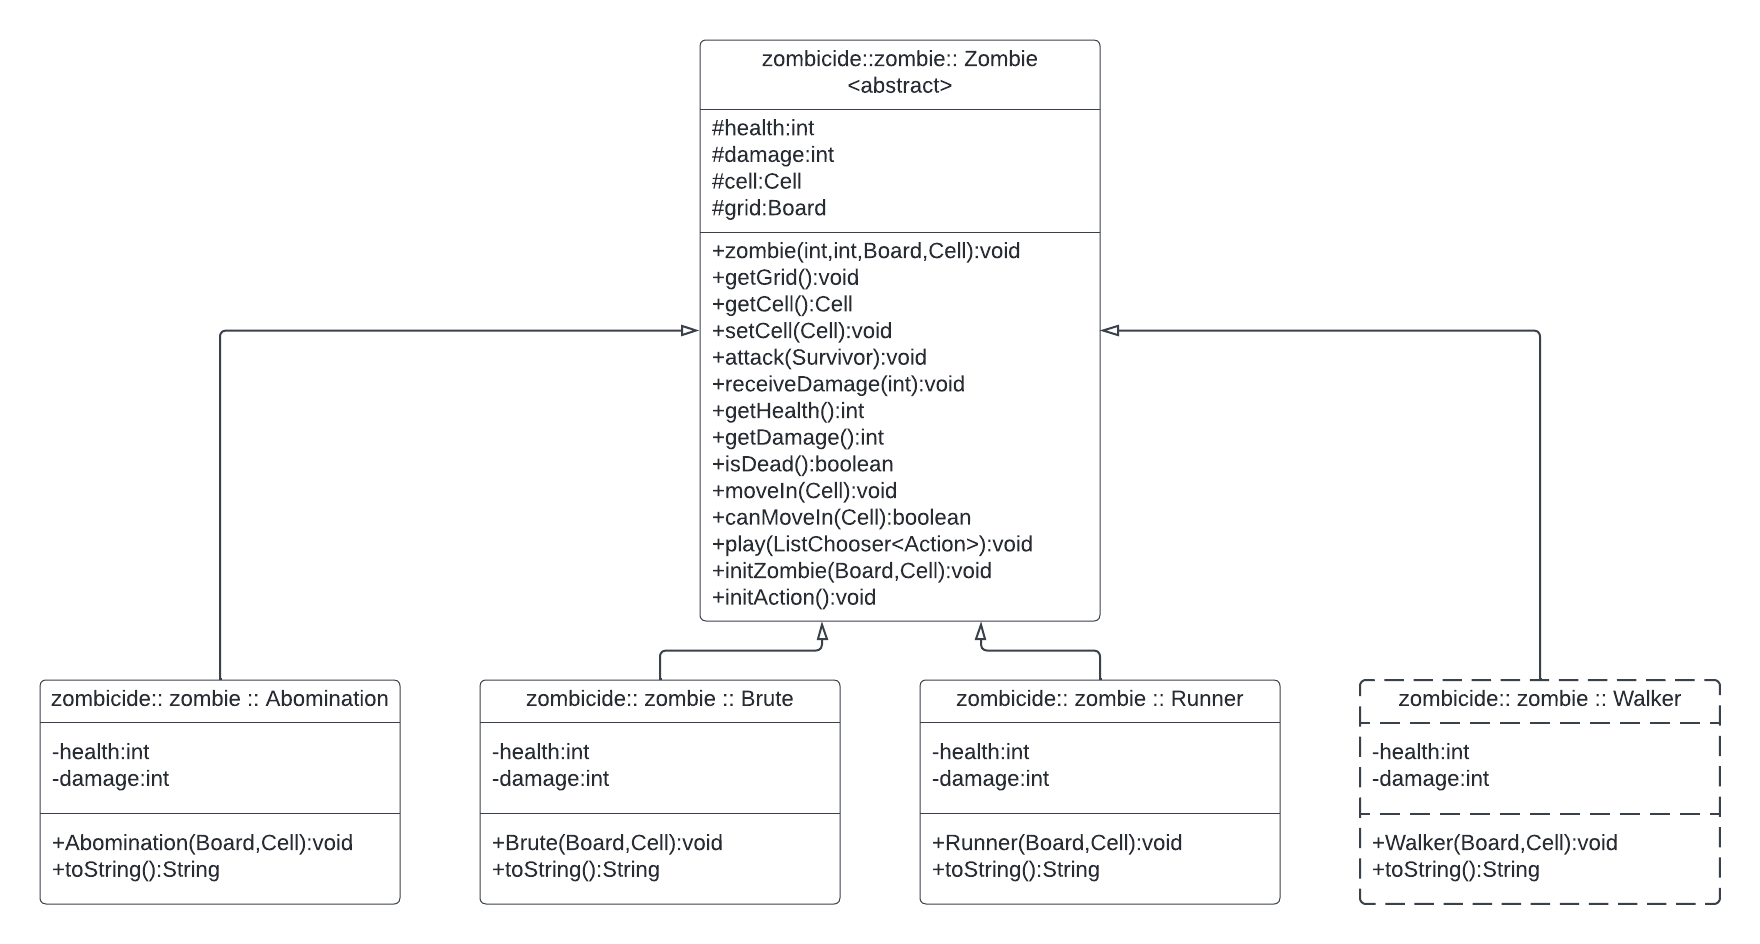 zombicide::zombie:: Zombie
<abstract>
#health:int
#damage:int
#cell:Cell
#grid:Board
+zombie(int,int,Board,Cell):void
+getGrid():void
+getCell():Cell
+setCell(Cell):void
+attack(Survivor):void
+receiveDamage(int):void
+getHealth():int
+getDamage():int
+isDead():boolean
+moveIn(Cell):void
+canMoveIn(Cell):boolean
+play(ListChooser<Action>):void
+initZombie(Board,Cell):void
+initAction():void
zombicide:: zombie :: Abomination
-health:int
-damage:int
+Abomination(Board,Cell):void
+toString():String
zombicide:: zombie :: Brute
-health:int
-damage:int
+Brute(Board,Cell):void
+toString():String
zombicide:: zombie :: Runner
-health:int
-damage:int
+Runner(Board,Cell):void
+toString():String
zombicide:: zombie :: Walker
-health:int
-damage:int
+Walker(Board,Cell):void
+toString():String